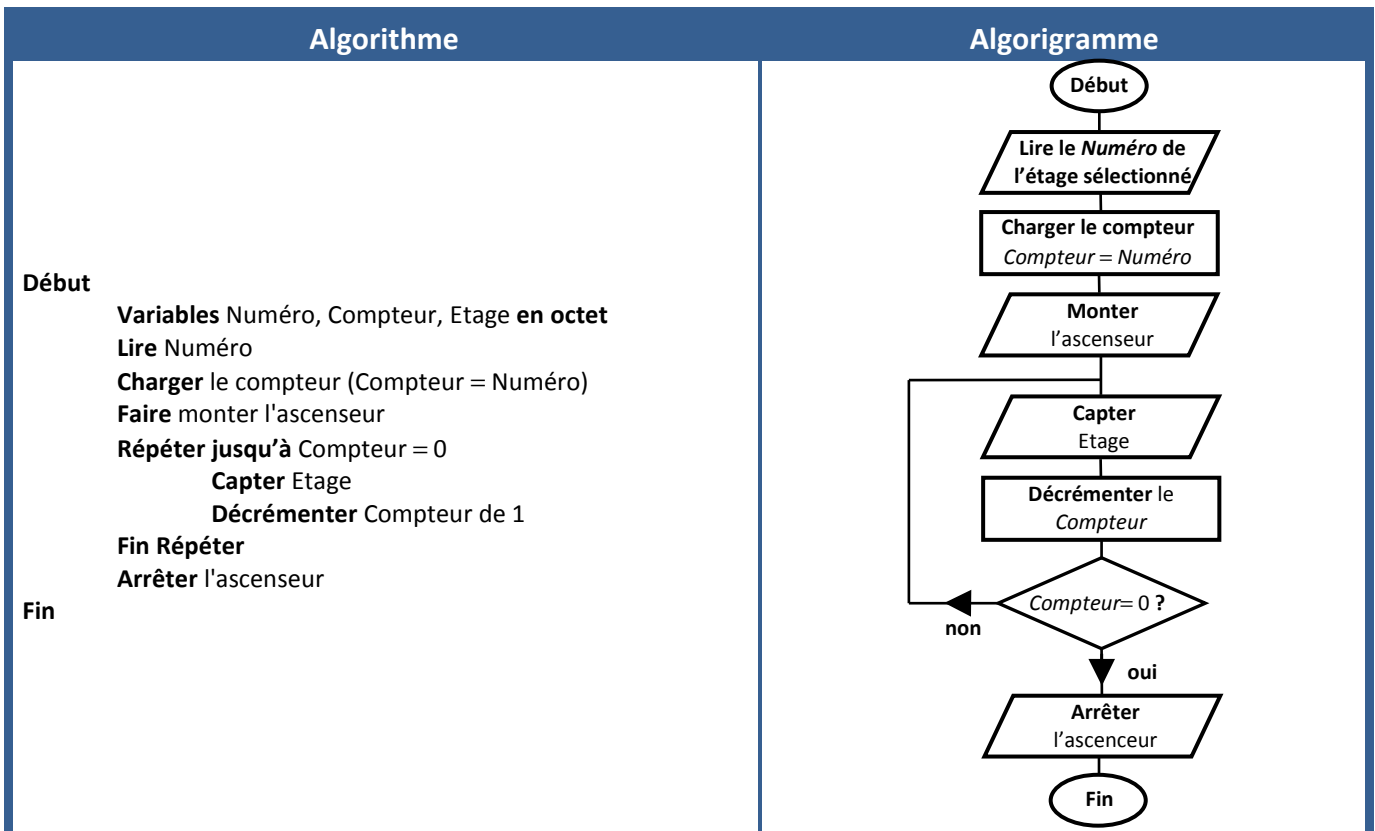 Algorithme
Algorigramme
Début
Variables Numéro, Compteur, Etage en octet
Lire Numéro
Charger le compteur (Compteur = Numéro)
Faire monter l'ascenseur
Répéter jusqu’à Compteur = 0
Capter Etage
Décrémenter Compteur de 1
Fin Répéter
Arrêter l'ascenseur
Fin
Début
Lire le Numéro de
l’étage sélectionné
Charger le compteur
Compteur = Numéro
Monter
l’ascenseur
Capter
Etage
Décrémenter le
Compteur
Compteur= 0 ?
non
oui
Arrêter
l’ascenceur
Fin